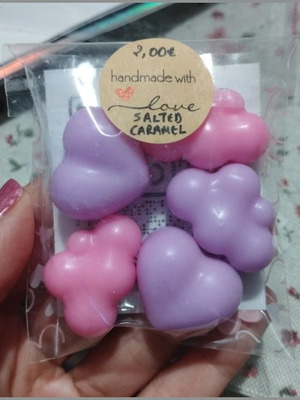 2,00€
handmade with
love
SALTED
CARAMEL